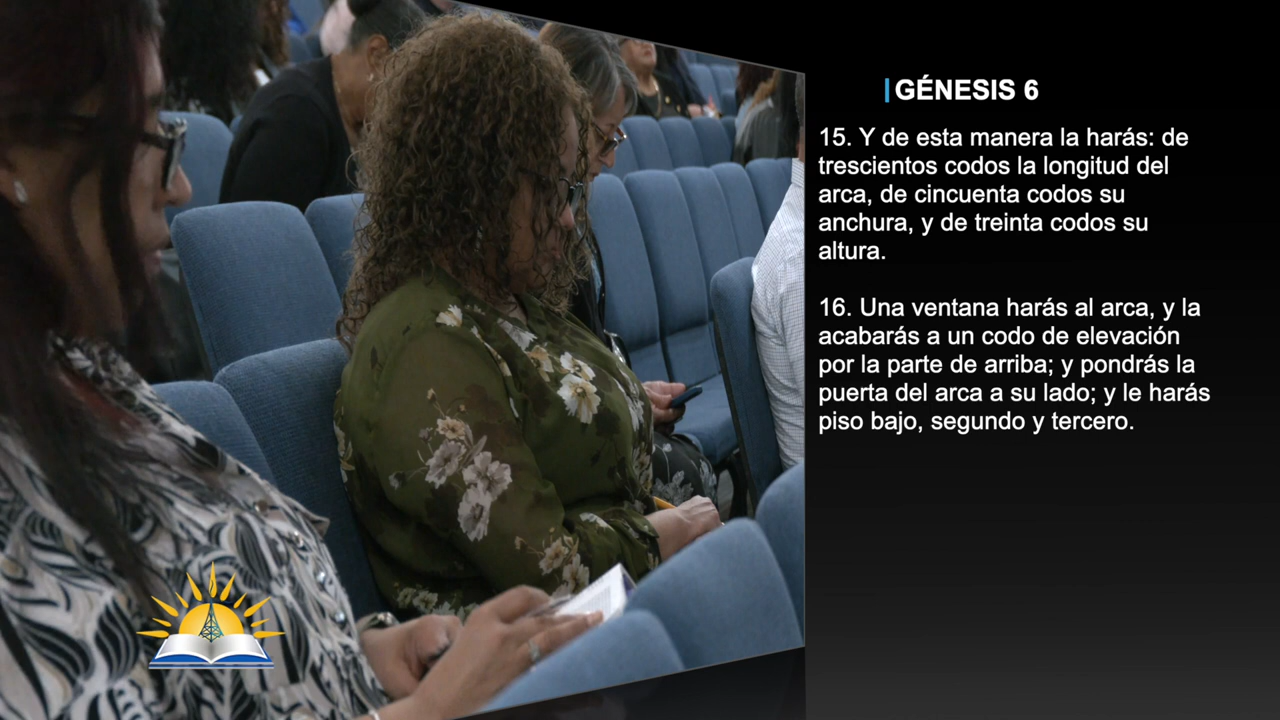 GÉNESIS 6
15. Y de esta manera la harás: de
trescientos codos la longitud del
arca, de cincuenta codos su
anchura, y de treinta codos su
altura.
16. Una ventana harás al arca, y la
acabarás a un codo de elevación
por la parte de arriba; y pondrás la
puerta del arca a su lado; y le harás
piso bajo, segundo y tercero.